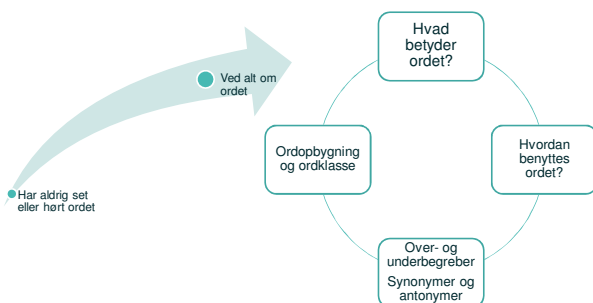 Har aldrig set
eller hørt ordet
Ved alt om
ordet
Hvad
betyder
ordet?
Hvordan
benyttes
ordet?
Over- og
underbegreber
Synonymer og
antonymer
Ordopbygning
og ordklasse